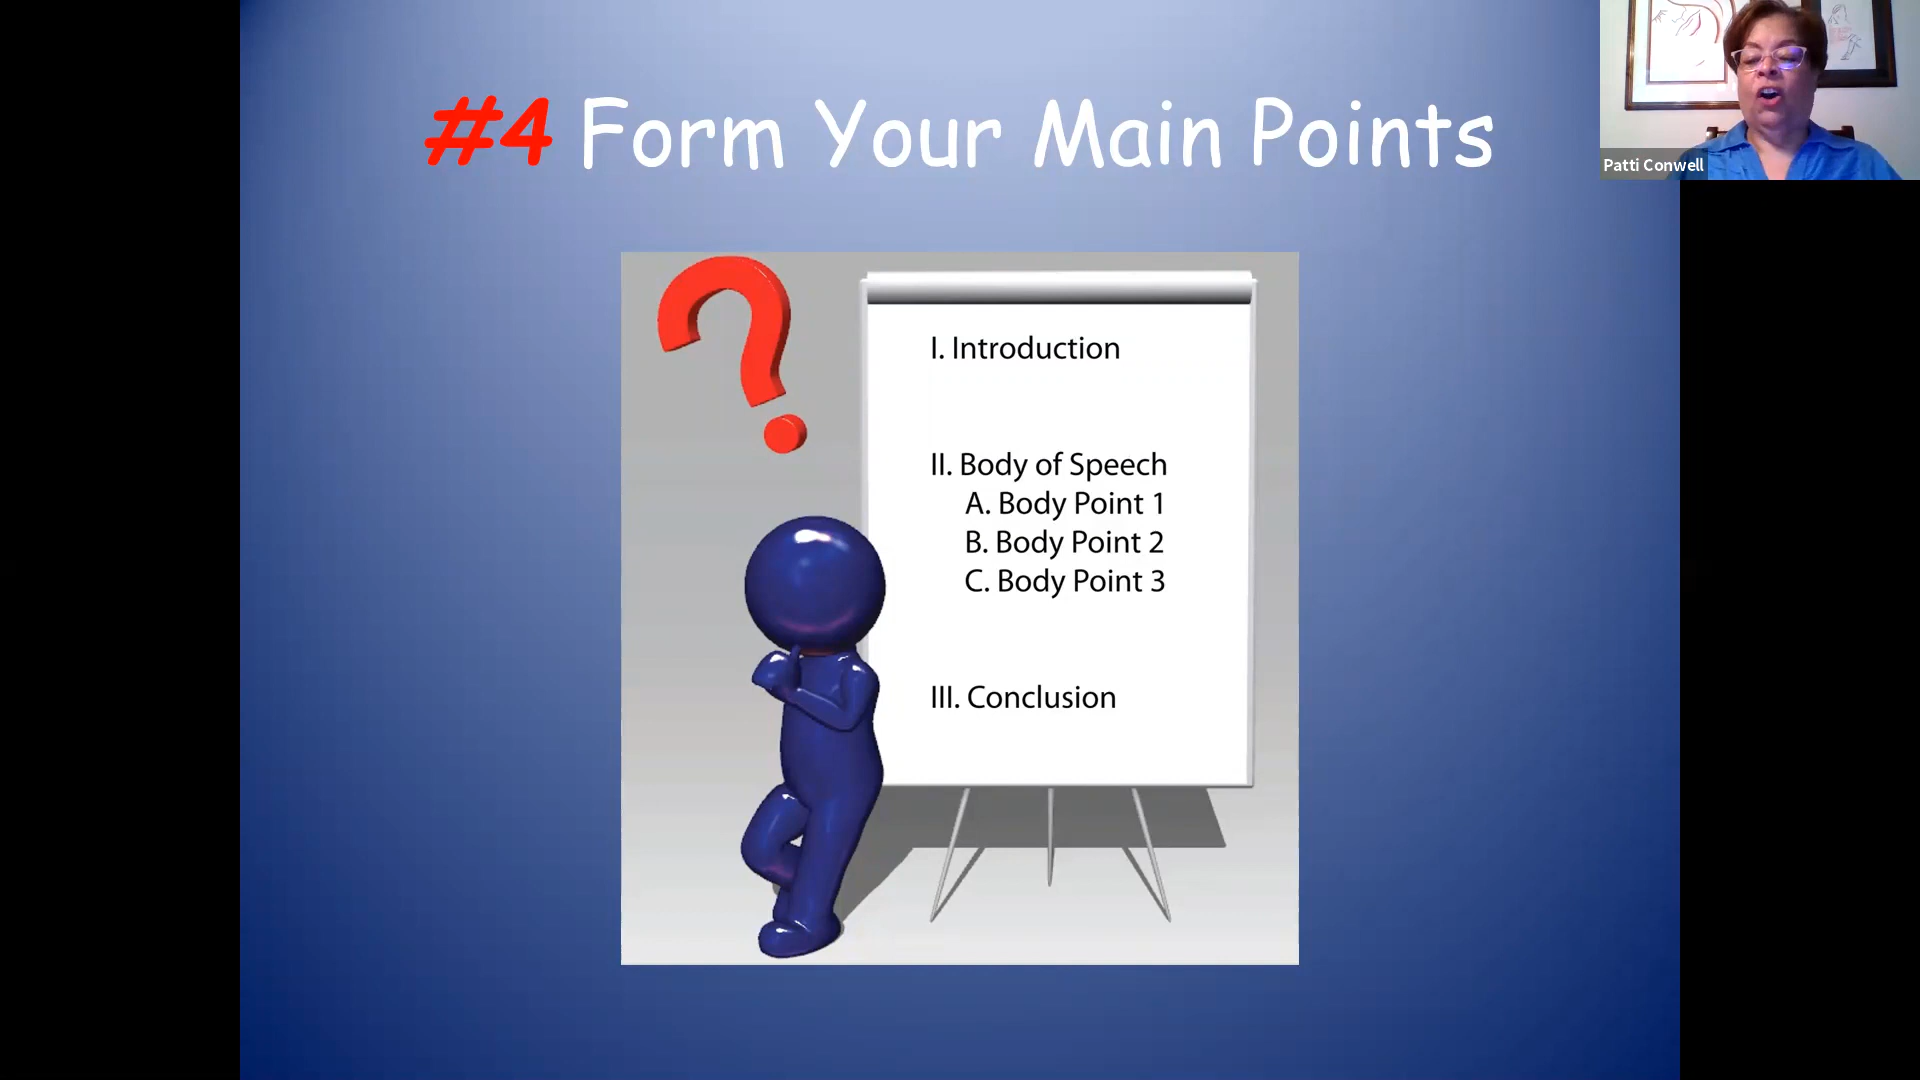 #4 Form Your Main Points
Patti Conwell
I. Introduction
II. Body of Speech
A. Body Point 1
B. Body Point 2
C. Body Point 3
III. Conclusion